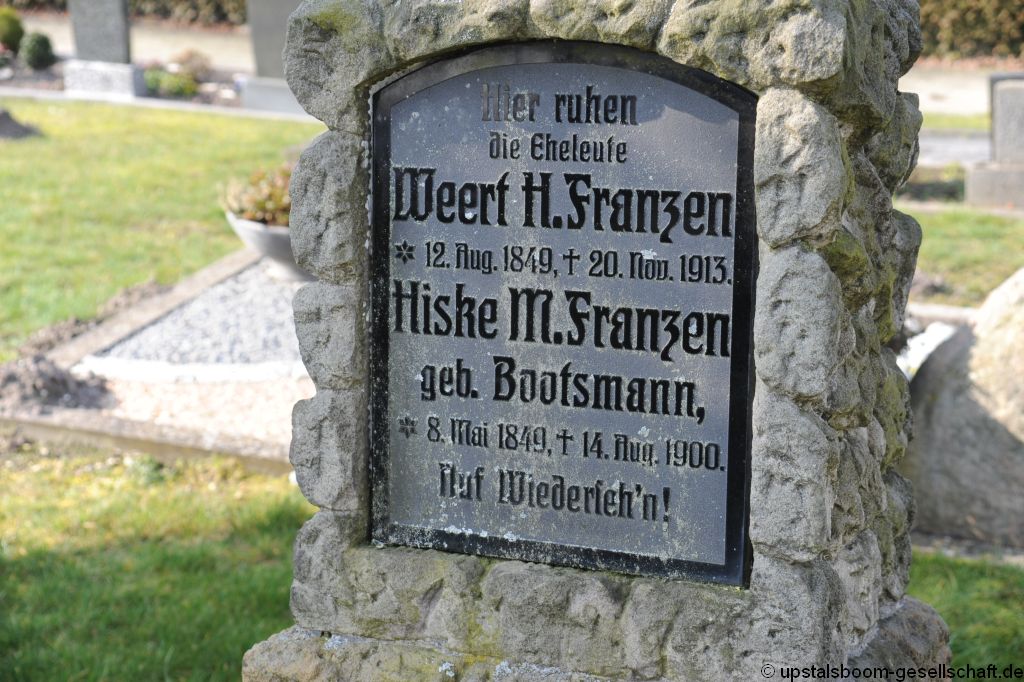 Hier ruhen
die Eheleute
Weert H. Franzen
* 12. Aug. 1849, † 20. Nov. 1913.
Hiske M. Franzen
geb. Bootsmann,
* 8. Mai 1849, † 14. Aug. 1900.
Auf Wiederseh'n!
© upstalsboom-gesellschaft.de